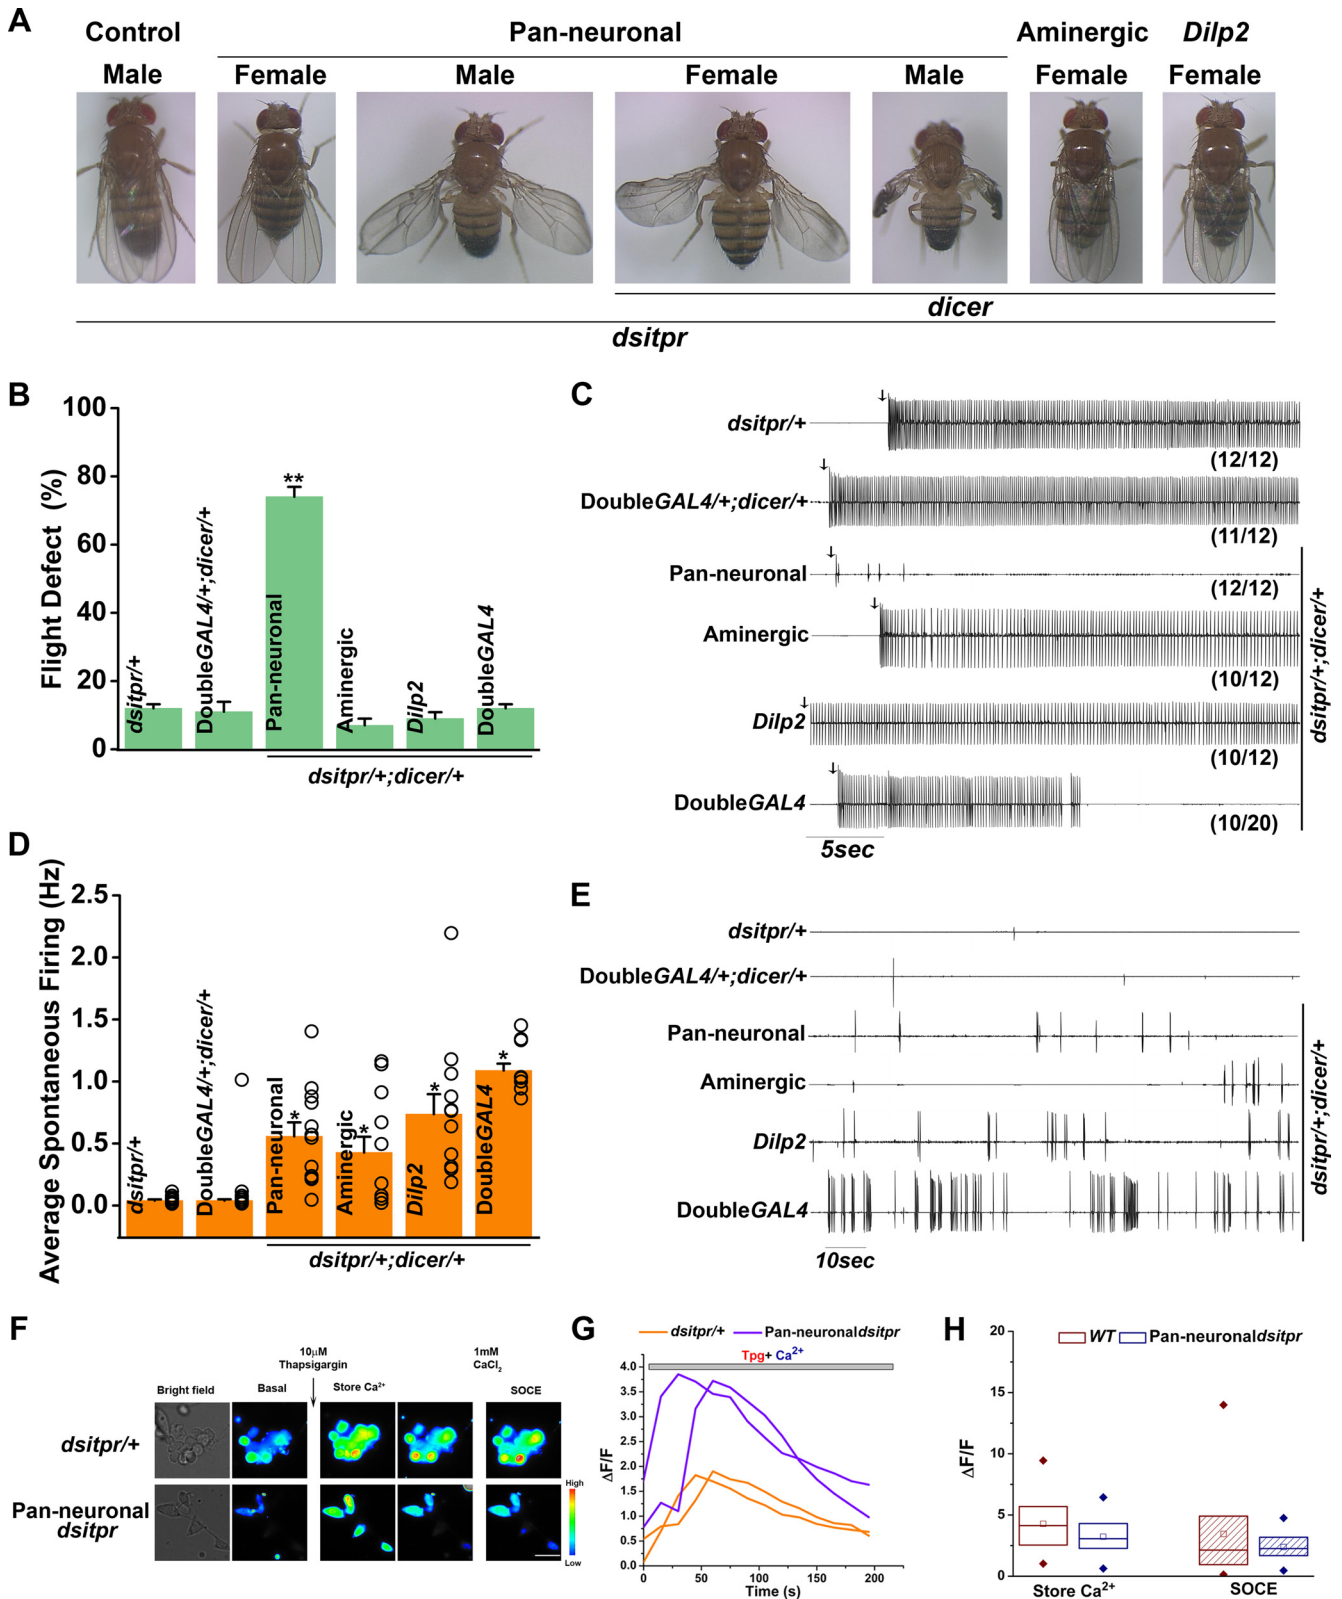 A
Control Pan-neuronal Aminergic Dilp2
Male Female Male Female Male Female Female
dicer
dsitpr
B
Flight Defect (%)
100
80
60
40
20
0
**
dsitpr/+
DoubleGAL4/+;dicer/+
Pan-neuronal
Aminergic
Dilp2
DoubleGAL4
dsitpr/+;dicer/+
C
dsitpr/+
(12/12)
DoubleGAL4/+;dicer/+
(11/12)
Pan-neuronal
(12/12)
Aminergic
(10/12)
Dilp2
(10/12)
DoubleGAL4
(10/20)
5sec
dsitpr/+;dicer/+
D
Average Spontaneous Firing (Hz)
2.5
2.0
1.5
1.0
0.5
0.0
dsitpr/+
DoubleGAL4/+;dicer/+
Pan-neuronal
*
Aminergic
*
Dilp2
*
DoubleGAL4
*
dsitpr/+;dicer/+
E
dsitpr/+
DoubleGAL4/+;dicer/+
Pan-neuronal
Aminergic
Dilp2
DoubleGAL4
10sec
dsitpr/+;dicer/+
F
10µM
Thapsigargin
1mM
CaCl2
Bright field Basal Store Ca2+ SOCE
dsitpr/+
Pan-neuronal
dsitpr
High
Low
G
dsitpr/+ Pan-neuronaldsitpr
Tpg+ Ca2+
ΔF/F
4.0
3.5
3.0
2.5
2.0
1.5
1.0
0.5
0.0
0 50 100 150 200
Time (s)
H
WT Pan-neuronaldsitpr
ΔF/F
20
15
10
5
0
Store Ca2+ SOCE